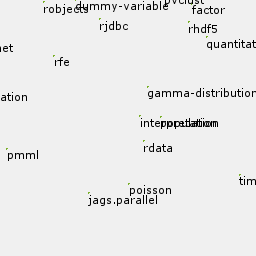 pvclust
dummy-variable
robjects
factor
rjdbc
rhdf5
quantitat
net
rfe
gamma-distribution
ation
interpolation
rdata
pmml
tim
poisson
jags.parallel